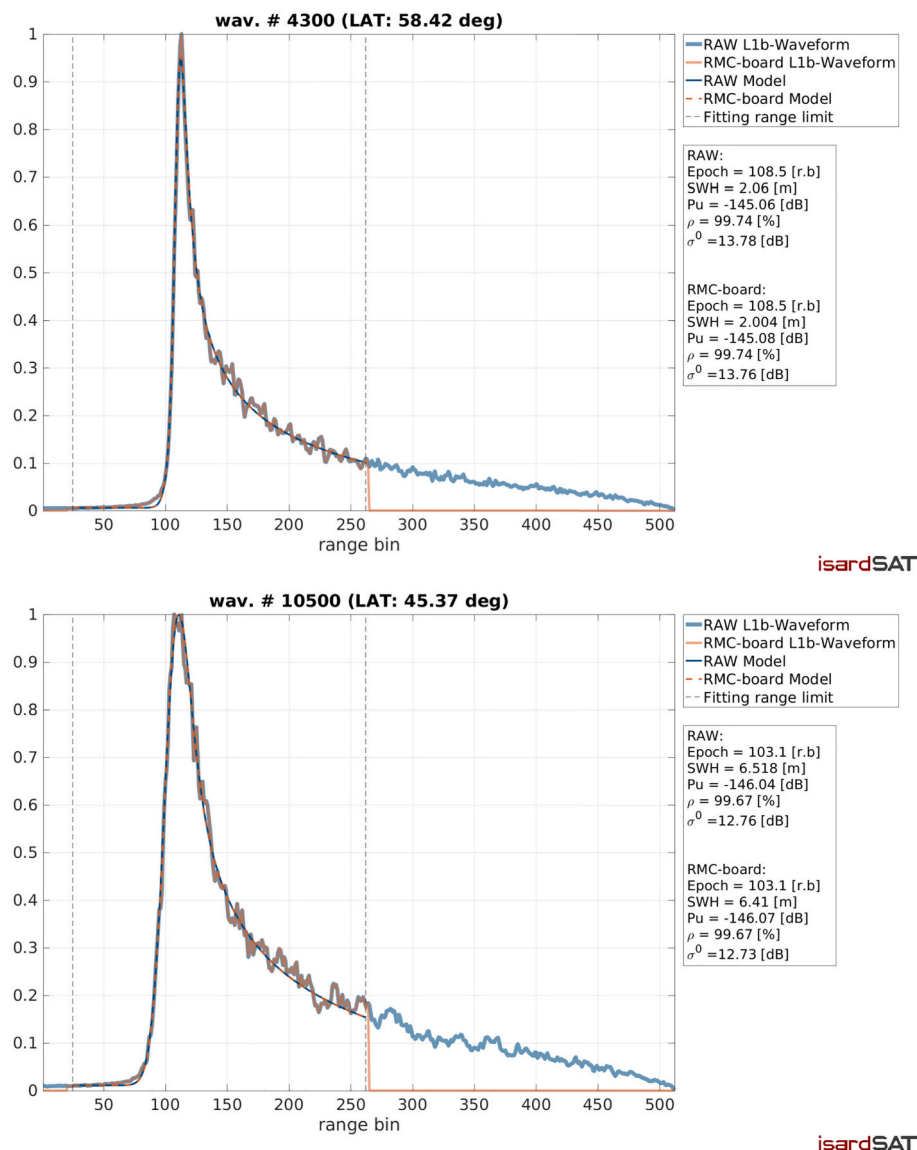 wav. # 4300 (LAT: 58.42 deg)
1
0.9
0.8
0.7
0.6
0.5
0.4
0.3
0.2
0.1
0
50 100 150 200 250 300 350 400 450 500
range bin
RAW L1b-Waveform
RMC-board L1b-Waveform
RAW Model
RMC-board Model
Fitting range limit
RAW:
Epoch = 108.5 [r.b]
SWH = 2.06 [m]
Pu = -145.06 [dB]
ρ = 99.74 [%]
σ⁰ =13.78 [dB]
RMC-board:
Epoch = 108.5 [r.b]
SWH = 2.004 [m]
Pu = -145.08 [dB]
ρ = 99.74 [%]
σ⁰ =13.76 [dB]
isardSAT
wav. # 10500 (LAT: 45.37 deg)
1
0.9
0.8
0.7
0.6
0.5
0.4
0.3
0.2
0.1
0
50 100 150 200 250 300 350 400 450 500
range bin
RAW L1b-Waveform
RMC-board L1b-Waveform
RAW Model
RMC-board Model
Fitting range limit
RAW:
Epoch = 103.1 [r.b]
SWH = 6.518 [m]
Pu = -146.04 [dB]
ρ = 99.67 [%]
σ⁰ =12.76 [dB]
RMC-board:
Epoch = 103.1 [r.b]
SWH = 6.41 [m]
Pu = -146.07 [dB]
ρ = 99.67 [%]
σ⁰ =12.73 [dB]
isardSAT